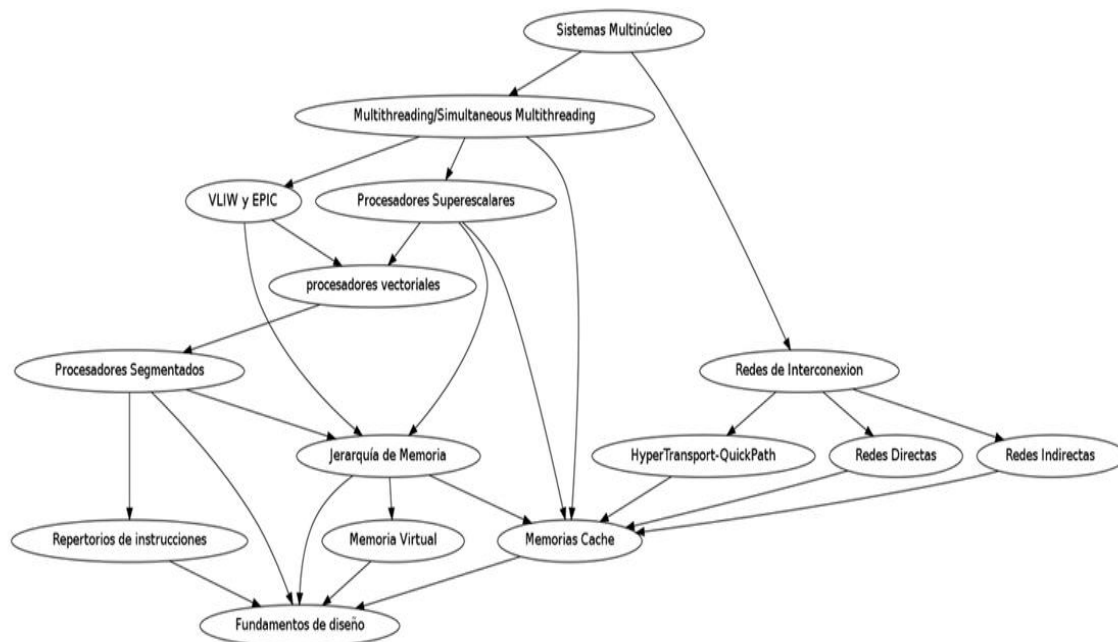 Sistemas Multinúcleo
Multithreading/Simultaneous Multithreading
VLIW y EPIC
Procesadores Superescalares
procesadores vectoriales
Procesadores Segmentados
Redes de Interconexion
Jerarquía de Memoria
HyperTransport-QuickPath
Redes Directas
Redes Indirectas
Repertorios de instrucciones
Memoria Virtual
Memorias Cache
Fundamentos de diseño